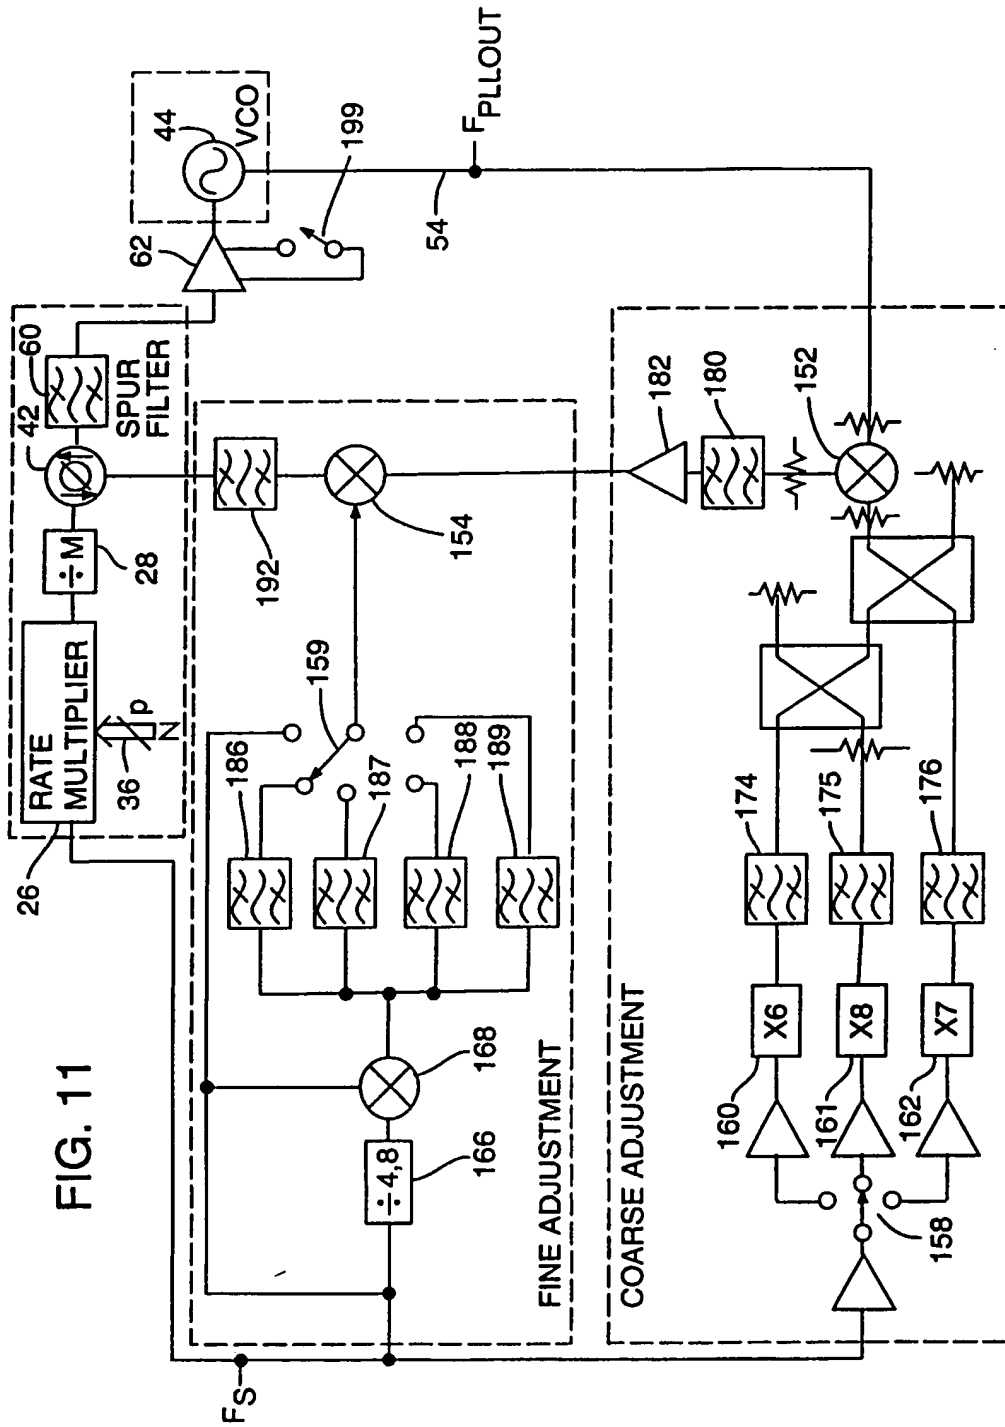 FIG. 11
F_S
26
RATE
MULTIPLIER
36
P
N
÷M
28
42
60
SPUR
FILTER
62
44
VCO
199
54
F_PLLOUT
FINE ADJUSTMENT
÷4,8
166
168
186
187
188
189
159
154
192
COARSE ADJUSTMENT
158
160
161
162
X6
X8
X7
174
175
176
182
180
152